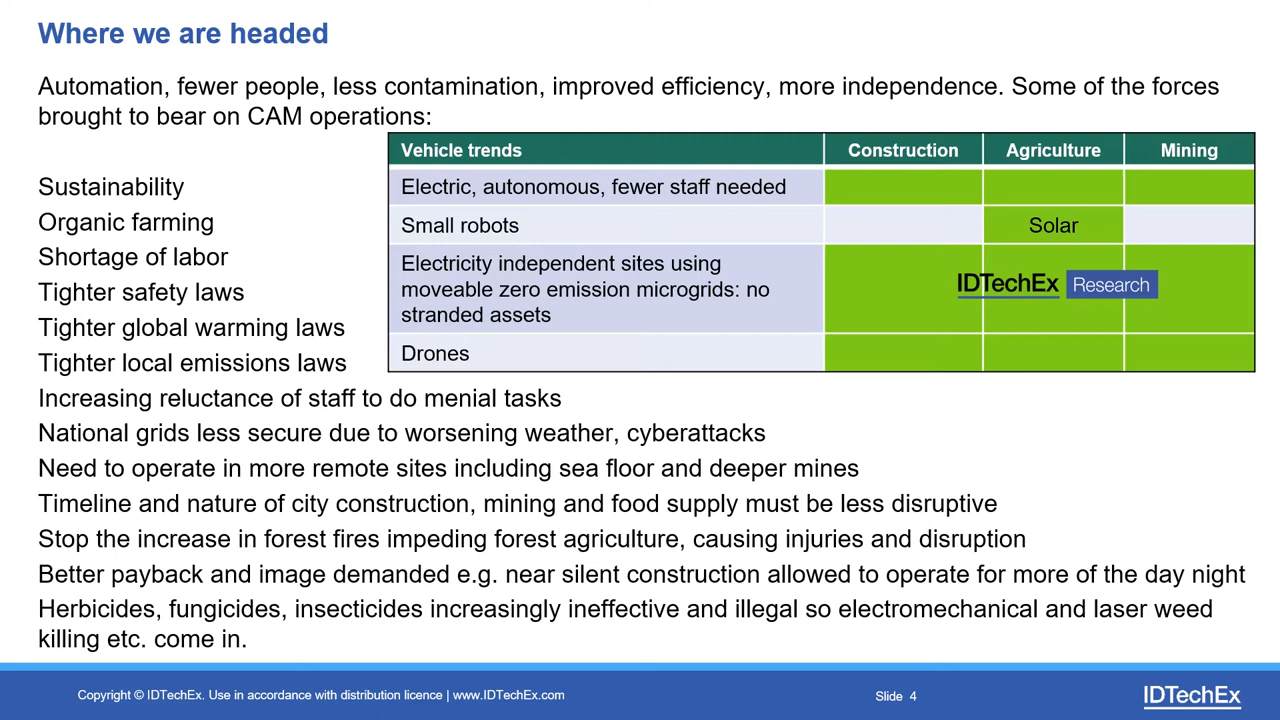 Where we are headed
Automation, fewer people, less contamination, improved efficiency, more independence. Some of the forces
brought to bear on CAM operations:
Vehicle trends Construction Agriculture Mining
Electric, autonomous, fewer staff needed
Small robots Solar
Electricity independent sites using
moveable zero emission microgrids: no
stranded assets
IDTechEx Research
Drones
Sustainability
Organic farming
Shortage of labor
Tighter safety laws
Tighter global warming laws
Tighter local emissions laws
Increasing reluctance of staff to do menial tasks
National grids less secure due to worsening weather, cyberattacks
Need to operate in more remote sites including sea floor and deeper mines
Timeline and nature of city construction, mining and food supply must be less disruptive
Stop the increase in forest fires impeding forest agriculture, causing injuries and disruption
Better payback and image demanded e.g. near silent construction allowed to operate for more of the day night
Herbicides, fungicides, insecticides increasingly ineffective and illegal so electromechanical and laser weed
killing etc. come in.
Copyright © IDTechEx. Use in accordance with distribution licence | www.IDTechEx.com
Slide 4
IDTechEx